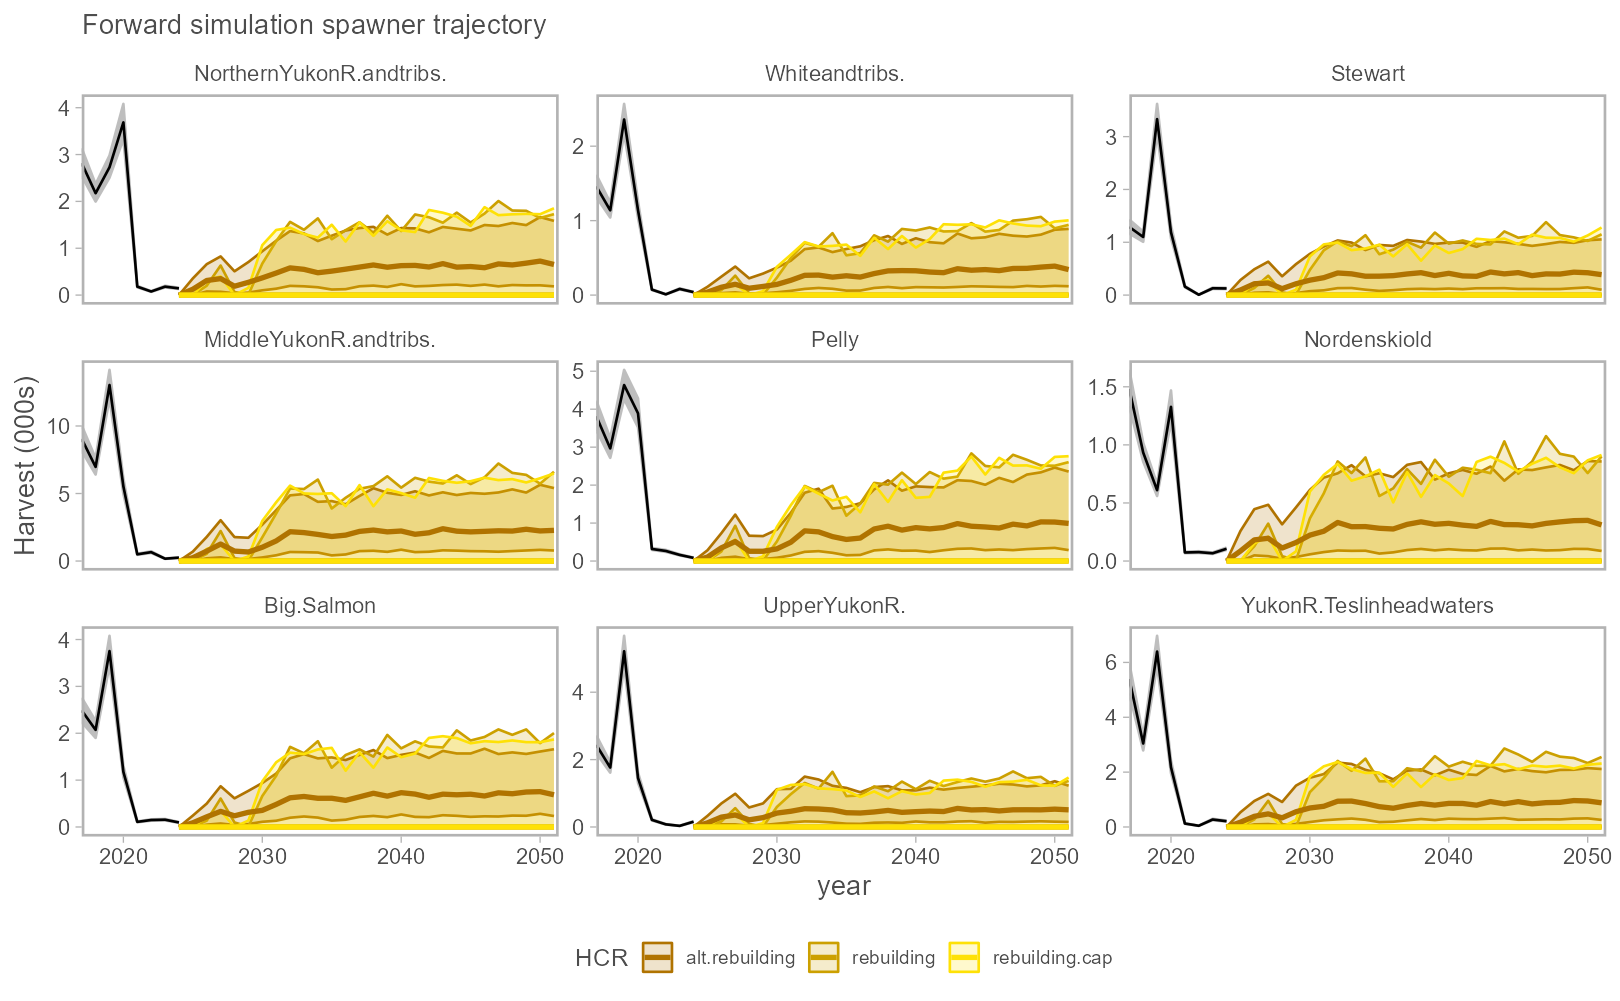 Forward simulation spawner trajectory
NorthernYukonR.andtribs.
Whiteandtribs.
Stewart
4
3
2
1
0
2
1
0
3
2
1
0
MiddleYukonR.andtribs.
Pelly
Nordenskiold
Harvest (000s)
10
5
0
5
4
3
2
1
0
1.5
1.0
0.5
0.0
Big.Salmon
UpperYukonR.
YukonR.Teslinheadwaters
4
3
2
1
0
4
2
0
6
4
2
0
2020 2030 2040 2050
2020 2030 2040 2050
2020 2030 2040 2050
year
HCR alt.rebuilding rebuilding rebuilding.cap